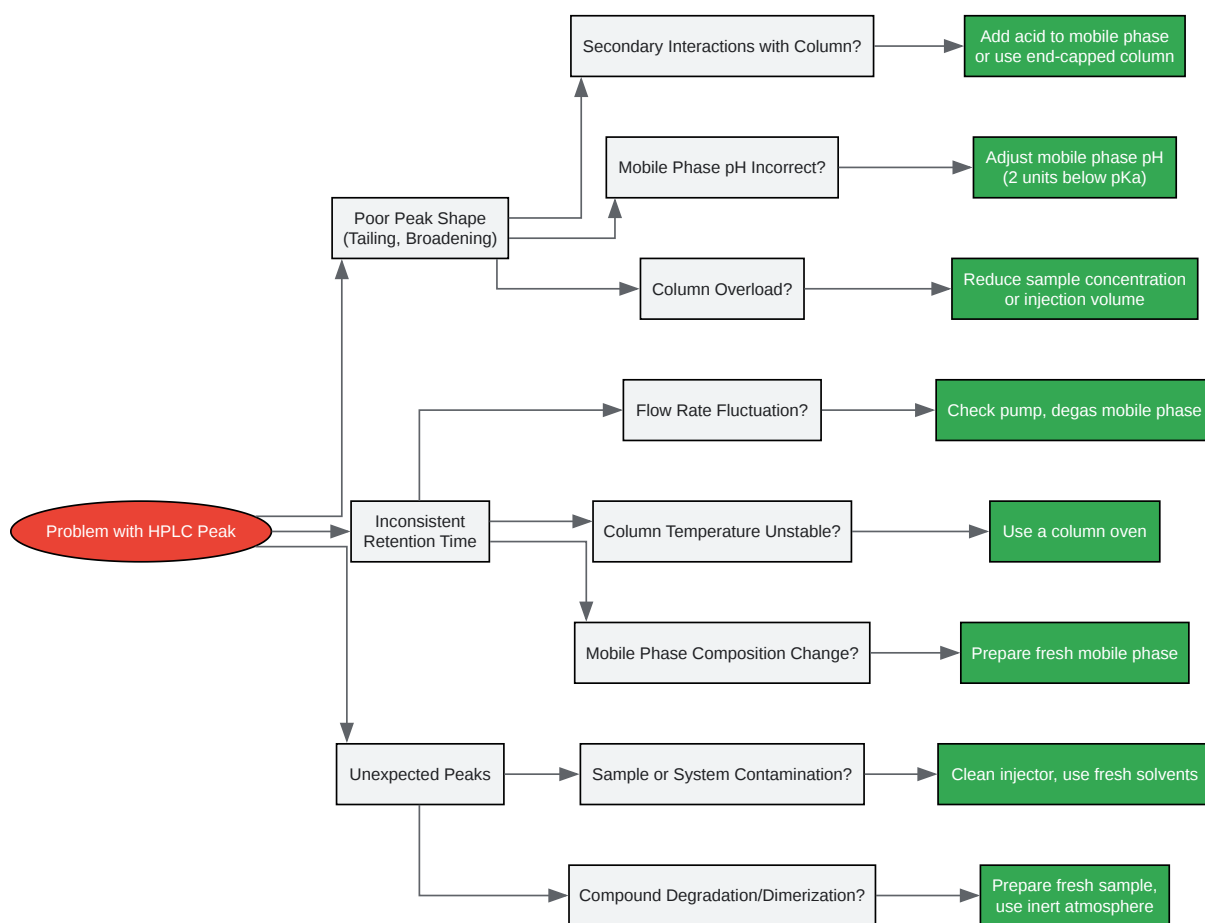 Secondary Interactions with Column?
Add acid to mobile phase
or use end-capped column
Mobile Phase pH Incorrect?
Adjust mobile phase pH
(2 units below pKa)
Poor Peak Shape
(Tailing, Broadening)
Column Overload?
Reduce sample concentration
or injection volume
Flow Rate Fluctuation?
Check pump, degas mobile phase
Problem with HPLC Peak
Inconsistent
Retention Time
Column Temperature Unstable?
Use a column oven
Mobile Phase Composition Change?
Prepare fresh mobile phase
Unexpected Peaks
Sample or System Contamination?
Clean injector, use fresh solvents
Compound Degradation/Dimerization?
Prepare fresh sample,
use inert atmosphere